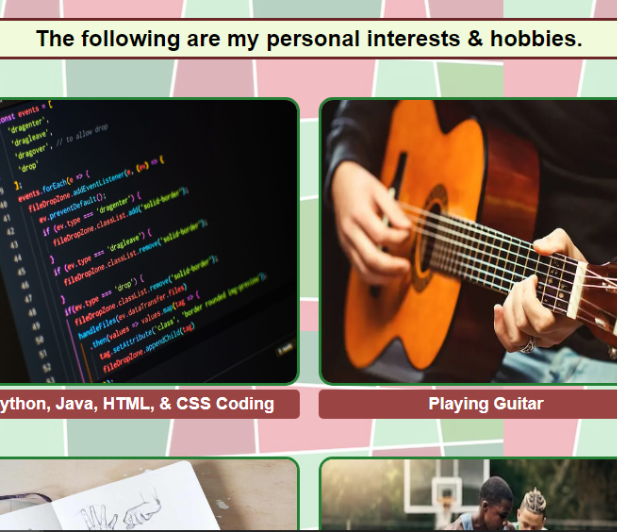 The following are my personal interests & hobbies.
const events = [
'dragenter',
'dragleave',
'dragover', // to allow drop
'drop'
];
events.forEach(e => {
fileDropZone.addEventListener(e, (ev) => {
ev.preventDefault();
if (ev.type === 'dragenter') {
fileDropZone.classList.add('solid-border');
}
if (ev.type === 'dragleave') {
fileDropZone.classList.remove('solid-border');
}
if(ev.type === 'drop') {
fileDropZone.classList.remove('solid-border');
handleFiles(ev.dataTransfer.files)
.then(values => values.map(tag => {
tag.setAttribute('class', 'border rounded img-preview');
fileDropZone.appendChild(tag)
ython, Java, HTML, & CSS Coding
Playing Guitar